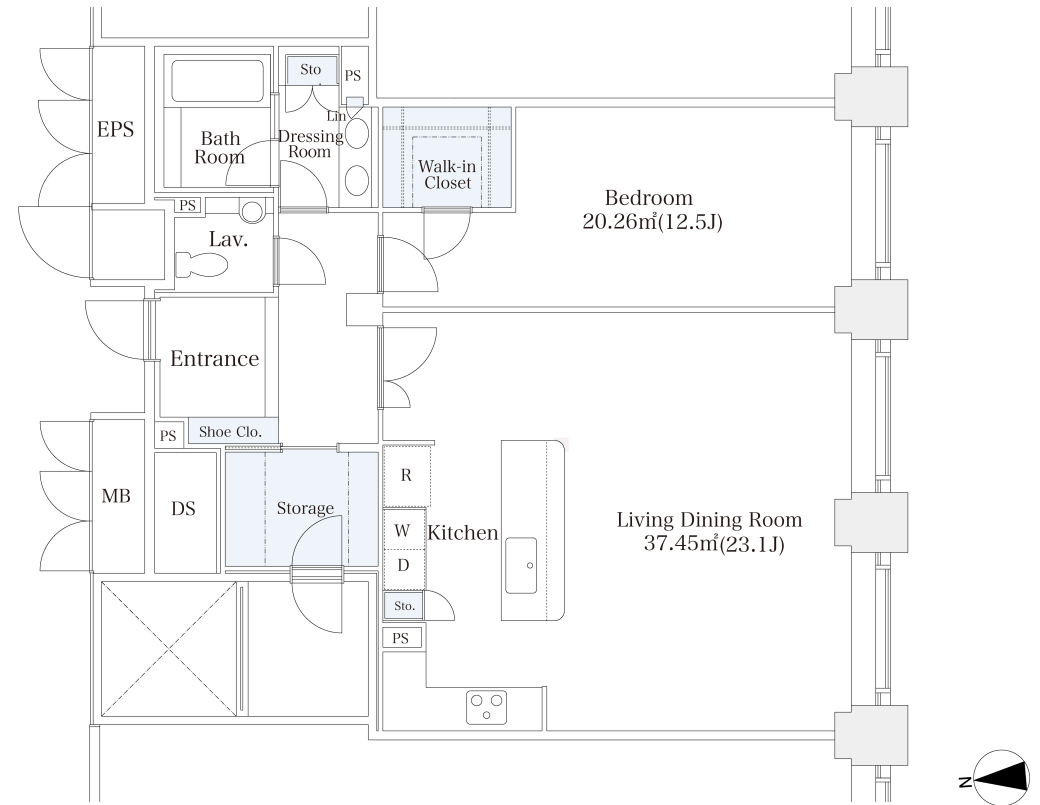 Sto
PS
EPS
Lin
Bath
Room
Dressing
Room
Walk-in
Closet
Bedroom
20.26㎡(12.5J)
PS
Lav.
Entrance
PS
Shoe Clo.
R
MB
DS
Storage
W
Kitchen
Living Dining Room
37.45㎡(23.1J)
D
Sto.
PS
N